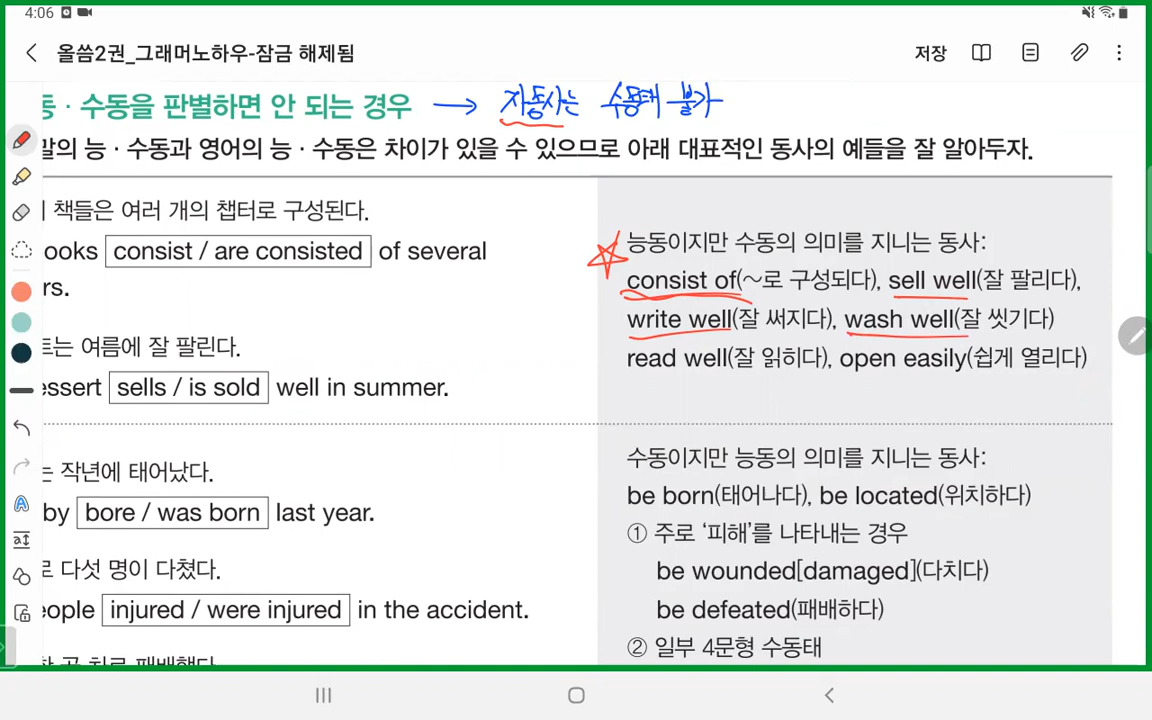 4:06
올씀2권_그래머노하우-잠금 해제됨
저장
동 · 수동을 판별하면 안 되는 경우 → 자동사는 수동태 불가
말의 능 · 수동과 영어의 능 · 수동은 차이가 있을 수 있으므로 아래 대표적인 동사의 예들을 잘 알아두자.
책들은 여러 개의 챕터로 구성된다.
ooks consist / are consisted of several
rs.
트는 여름에 잘 팔린다.
essert sells / is sold well in summer.
는 작년에 태어났다.
by bore / was born last year.
로 다섯 명이 다쳤다.
eople injured / were injured in the accident.
한 골 차로 패배했다.
능동이지만 수동의 의미를 지니는 동사:
consist of(~로 구성되다), sell well(잘 팔리다),
write well(잘 써지다), wash well(잘 씻기다)
read well(잘 읽히다), open easily(쉽게 열리다)
수동이지만 능동의 의미를 지니는 동사:
be born(태어나다), be located(위치하다)
① 주로 ‘피해’를 나타내는 경우
be wounded[damaged](다치다)
be defeated(패배하다)
② 일부 4문형 수동태